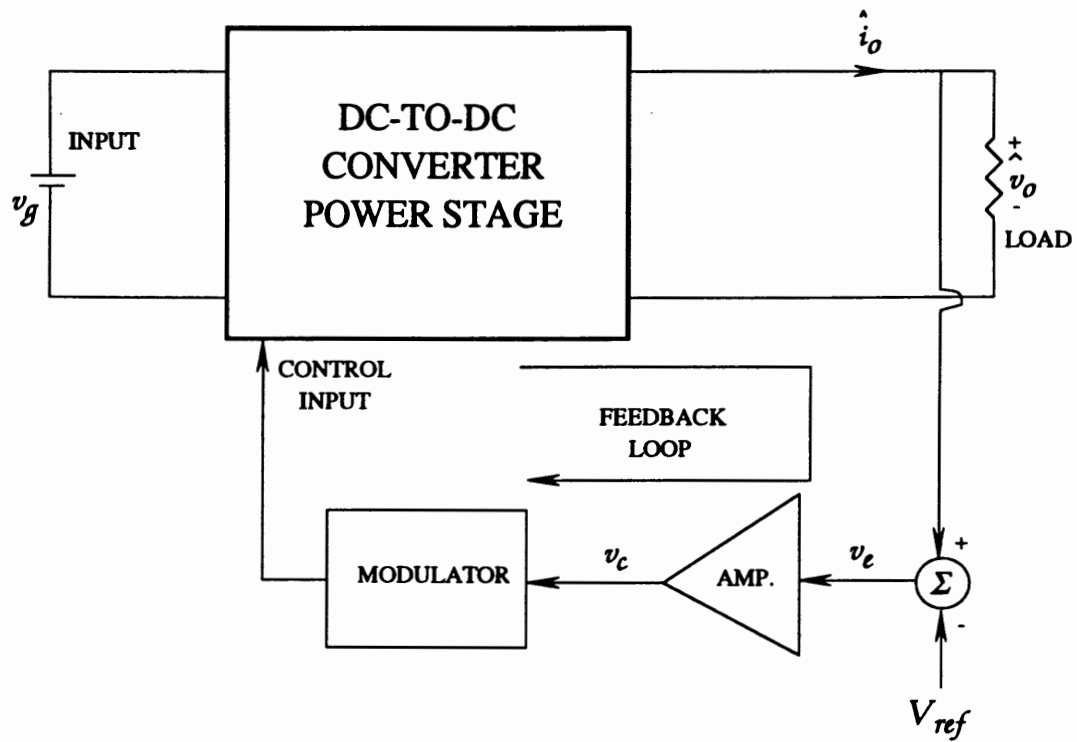 î_o
DC-TO-DC
CONVERTER
POWER STAGE
INPUT
v_g
+
v̂_o
-
LOAD
CONTROL
INPUT
FEEDBACK
LOOP
MODULATOR
v_c
AMP.
v_e
+
Σ
-
V_ref